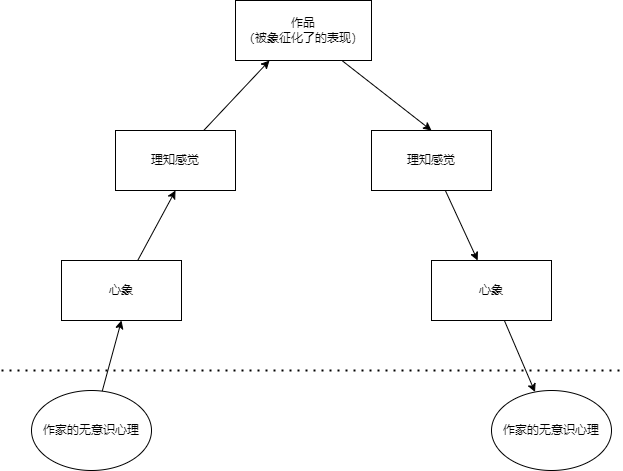 作品
（被象征化了的表现）
理知感觉
理知感觉
心象
心象
作家的无意识心理
作家的无意识心理